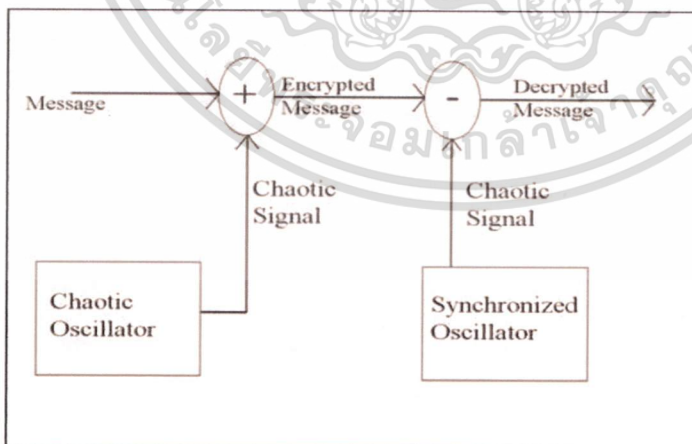 Message
+
Encrypted
Message
-
Decrypted
Message
Chaotic
Signal
Chaotic
Signal
Chaotic
Oscillator
Synchronized
Oscillator